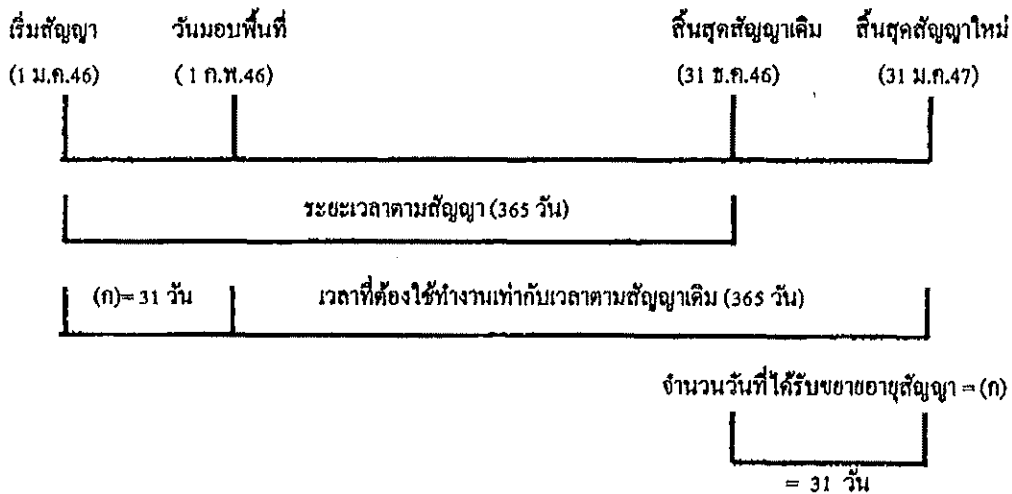 เริ่มสัญญา วันมอบพื้นที่ สิ้นสุดสัญญาเดิม สิ้นสุดสัญญาใหม่
(1 ม.ค.46) ( 1 ก.พ.46) (31 ธ.ค.46) (31 ม.ค.47)
ระยะเวลาตามสัญญา (365 วัน)
(ก)= 31 วัน เวลาที่ต้องใช้ทำงานเท่ากับเวลาตามสัญญาเดิม (365 วัน)
จำนวนวันที่ได้รับขยายอายุสัญญา = (ก)
= 31 วัน